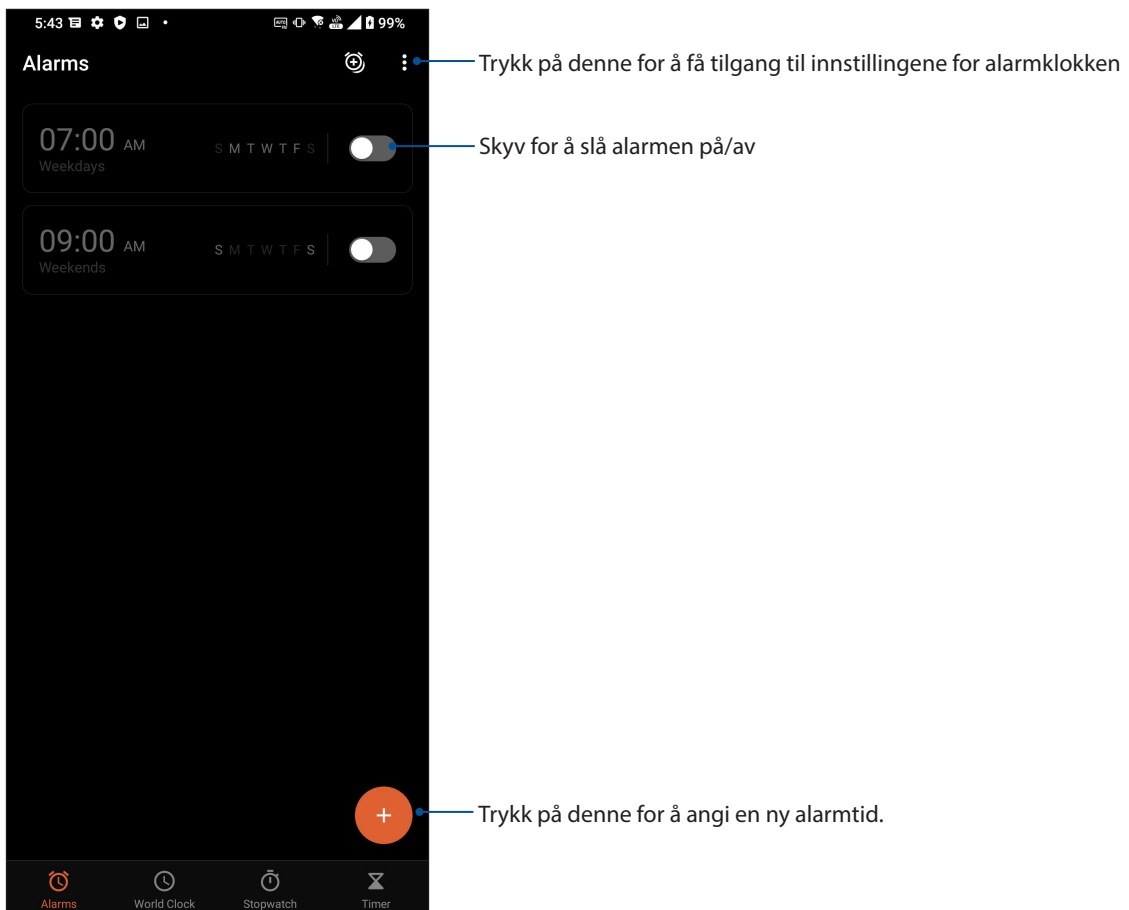 5:43 99%
Alarms
Trykk på denne for å få tilgang til innstillingene for alarmklokken
07:00 AM S M T W T F S
Weekdays
Skyv for å slå alarmen på/av
09:00 AM S M T W T F S
Weekends
+
Trykk på denne for å angi en ny alarmtid.
Alarms World Clock Stopwatch Timer